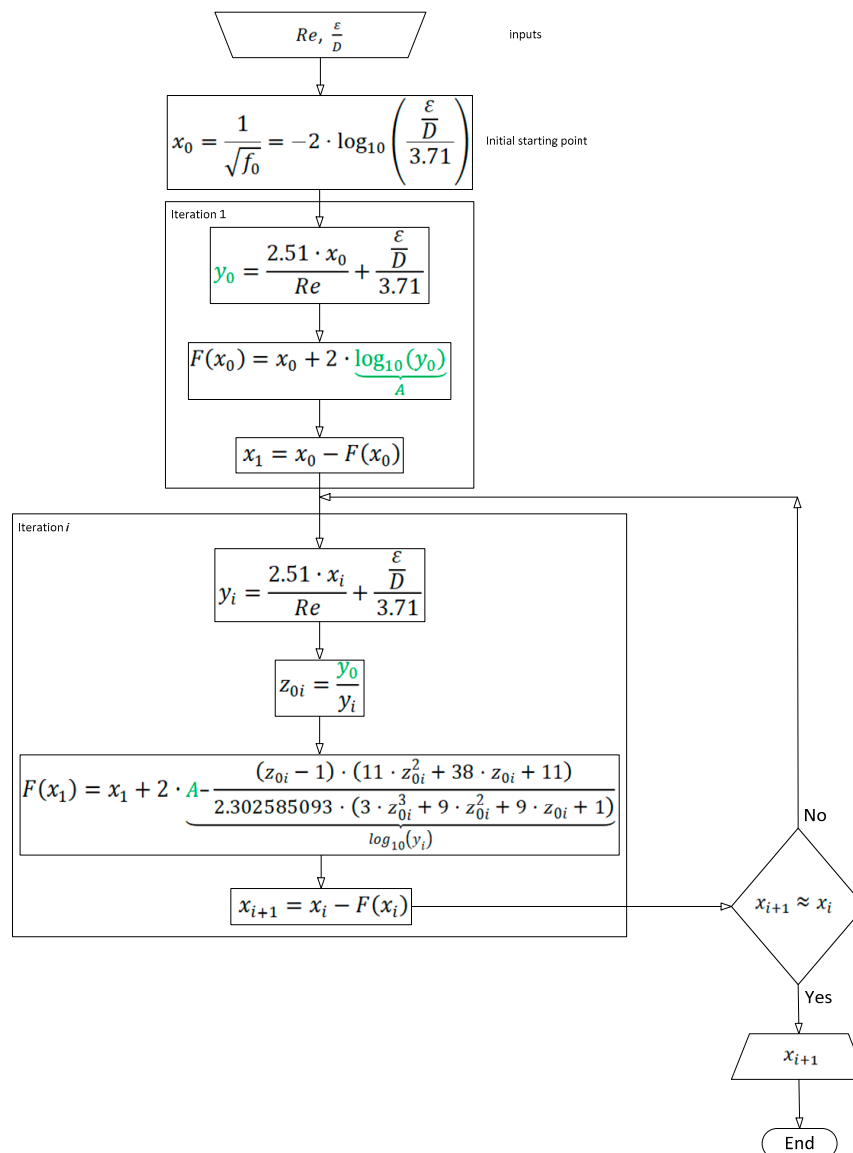 Re, ε/D
inputs
x₀ = 1/√f₀ = −2 · log₁₀((ε/D)/3.71)
Initial starting point
Iteration 1
y₀ = (2.51 · x₀)/Re + (ε/D)/3.71
F(x₀) = x₀ + 2 · log₁₀(y₀)
A
x₁ = x₀ − F(x₀)
Iteration i
yᵢ = (2.51 · xᵢ)/Re + (ε/D)/3.71
z₀ᵢ = y₀/yᵢ
F(x₁) = x₁ + 2 · A– ((z₀ᵢ − 1) · (11 · z₀ᵢ² + 38 · z₀ᵢ + 11))/(2.302585093 · (3 · z₀ᵢ³ + 9 · z₀ᵢ² + 9 · z₀ᵢ + 1))
log₁₀(yᵢ)
xᵢ₊₁ = xᵢ − F(xᵢ)
No
xᵢ₊₁ ≈ xᵢ
Yes
xᵢ₊₁
End